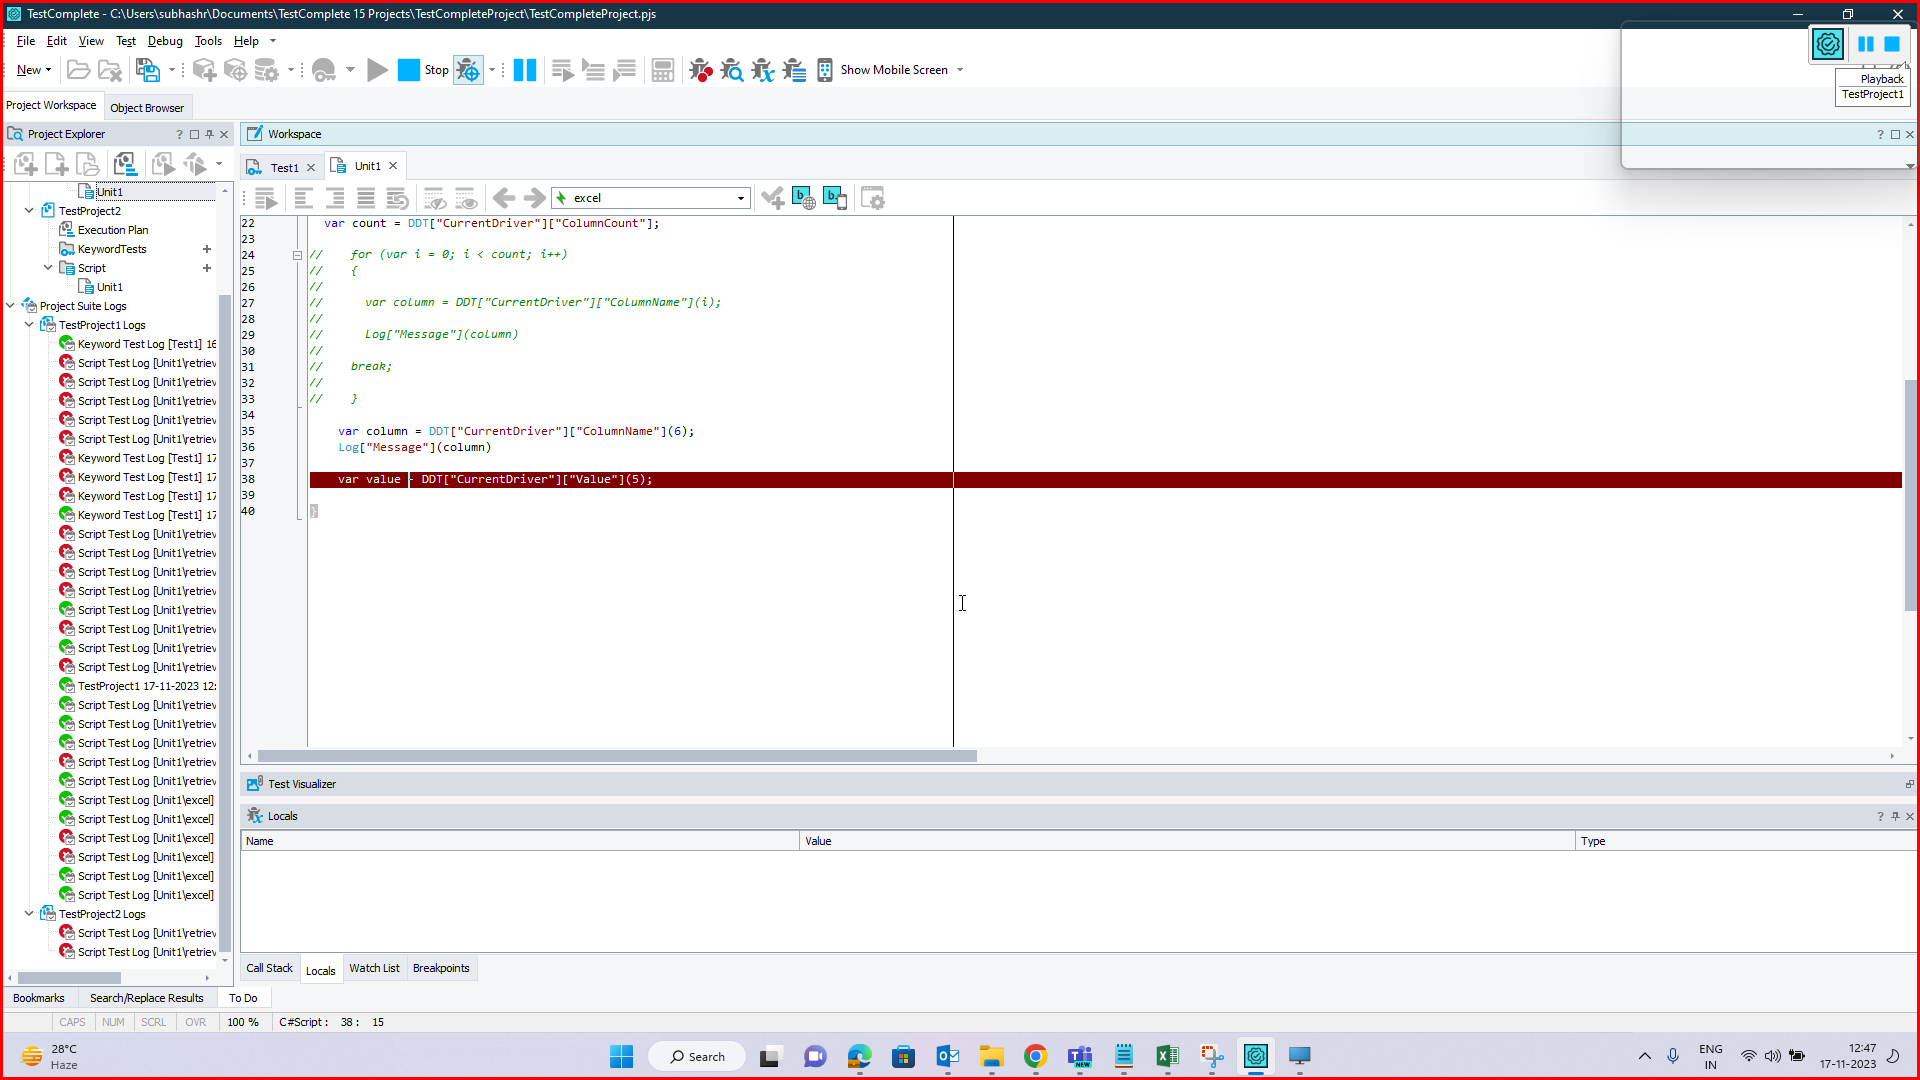 TestComplete - C:\Users\subhashr\Documents\TestComplete 15 Projects\TestCompleteProject\TestCompleteProject.pjs
File Edit View Test Debug Tools Help
New Stop Show Mobile Screen
Playback
TestProject1
Project Workspace Object Browser
Project Explorer
Workspace
Test1 Unit1
excel
Unit1
TestProject2
Execution Plan
KeywordTests
Script
Unit1
Project Suite Logs
TestProject1 Logs
Keyword Test Log [Test1] 16
Script Test Log [Unit1\retriev
Script Test Log [Unit1\retriev
Script Test Log [Unit1\retriev
Script Test Log [Unit1\retriev
Script Test Log [Unit1\retriev
Keyword Test Log [Test1] 17
Keyword Test Log [Test1] 17
Keyword Test Log [Test1] 17
Keyword Test Log [Test1] 17
Script Test Log [Unit1\retriev
Script Test Log [Unit1\retriev
Script Test Log [Unit1\retriev
Script Test Log [Unit1\retriev
Script Test Log [Unit1\retriev
Script Test Log [Unit1\retriev
Script Test Log [Unit1\retriev
Script Test Log [Unit1\retriev
TestProject1 17-11-2023 12:
Script Test Log [Unit1\retriev
Script Test Log [Unit1\retriev
Script Test Log [Unit1\retriev
Script Test Log [Unit1\retriev
Script Test Log [Unit1\retriev
Script Test Log [Unit1\excel]
Script Test Log [Unit1\excel]
Script Test Log [Unit1\excel]
Script Test Log [Unit1\excel]
Script Test Log [Unit1\excel]
Script Test Log [Unit1\excel]
TestProject2 Logs
Script Test Log [Unit1\retriev
Script Test Log [Unit1\retriev
22 var count = DDT["CurrentDriver"]["ColumnCount"];
23
24 // for (var i = 0; i < count; i++)
25 // {
26 //
27 // var column = DDT["CurrentDriver"]["ColumnName"](i);
28 //
29 // Log["Message"](column)
30 //
31 // break;
32 //
33 // }
34
35 var column = DDT["CurrentDriver"]["ColumnName"](6);
36 Log["Message"](column)
37
38 var value = DDT["CurrentDriver"]["Value"](5);
39
40 }
Test Visualizer
Locals
Name Value Type
Call Stack Locals Watch List Breakpoints
Bookmarks Search/Replace Results To Do
CAPS NUM SCRL OVR 100 % C#Script : 38 : 15
28°C
Haze
Search
ENG
IN
12:47
17-11-2023